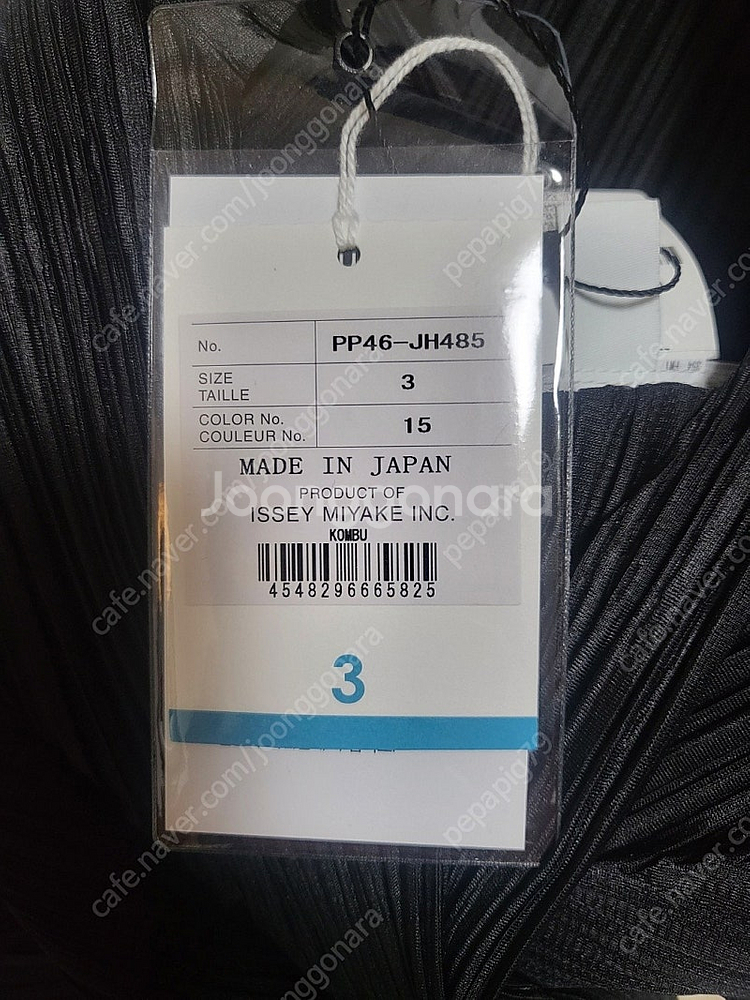 No. PP46-JH485
SIZE
TAILLE 3
COLOR No.
COULEUR No. 15
MADE IN JAPAN
PRODUCT OF
ISSEY MIYAKE INC.
KOMBU
4548296665825
3
Joonggonara
cafe.naver.com/joonggonara
pepapig79